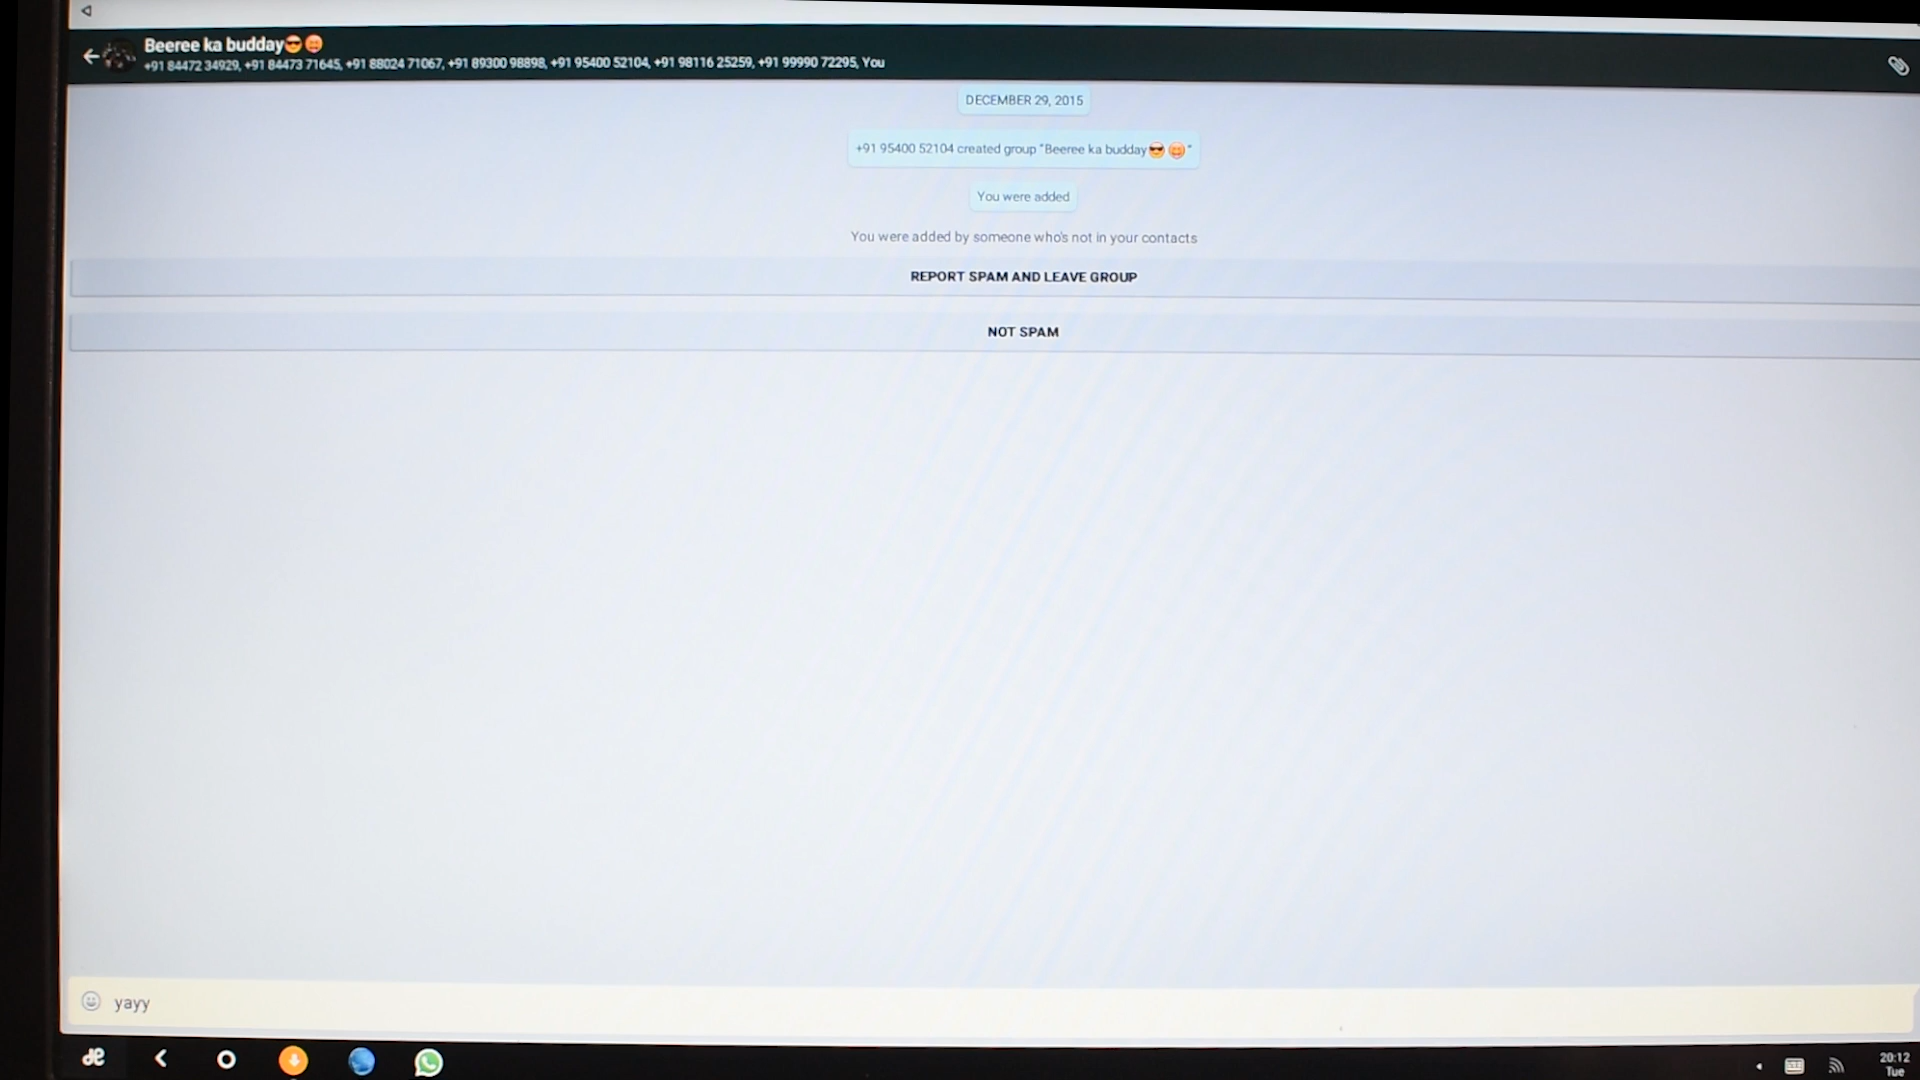 Beeree ka budday😎😊
+91 84472 34929, +91 84473 71645, +91 88024 71067, +91 89300 98898, +91 95400 52104, +91 98116 25259, +91 99990 72295, You
DECEMBER 29, 2015
+91 95400 52104 created group "Beeree ka budday😎😊"
You were added
You were added by someone who's not in your contacts
REPORT SPAM AND LEAVE GROUP
NOT SPAM
yayy
20:12
Tue